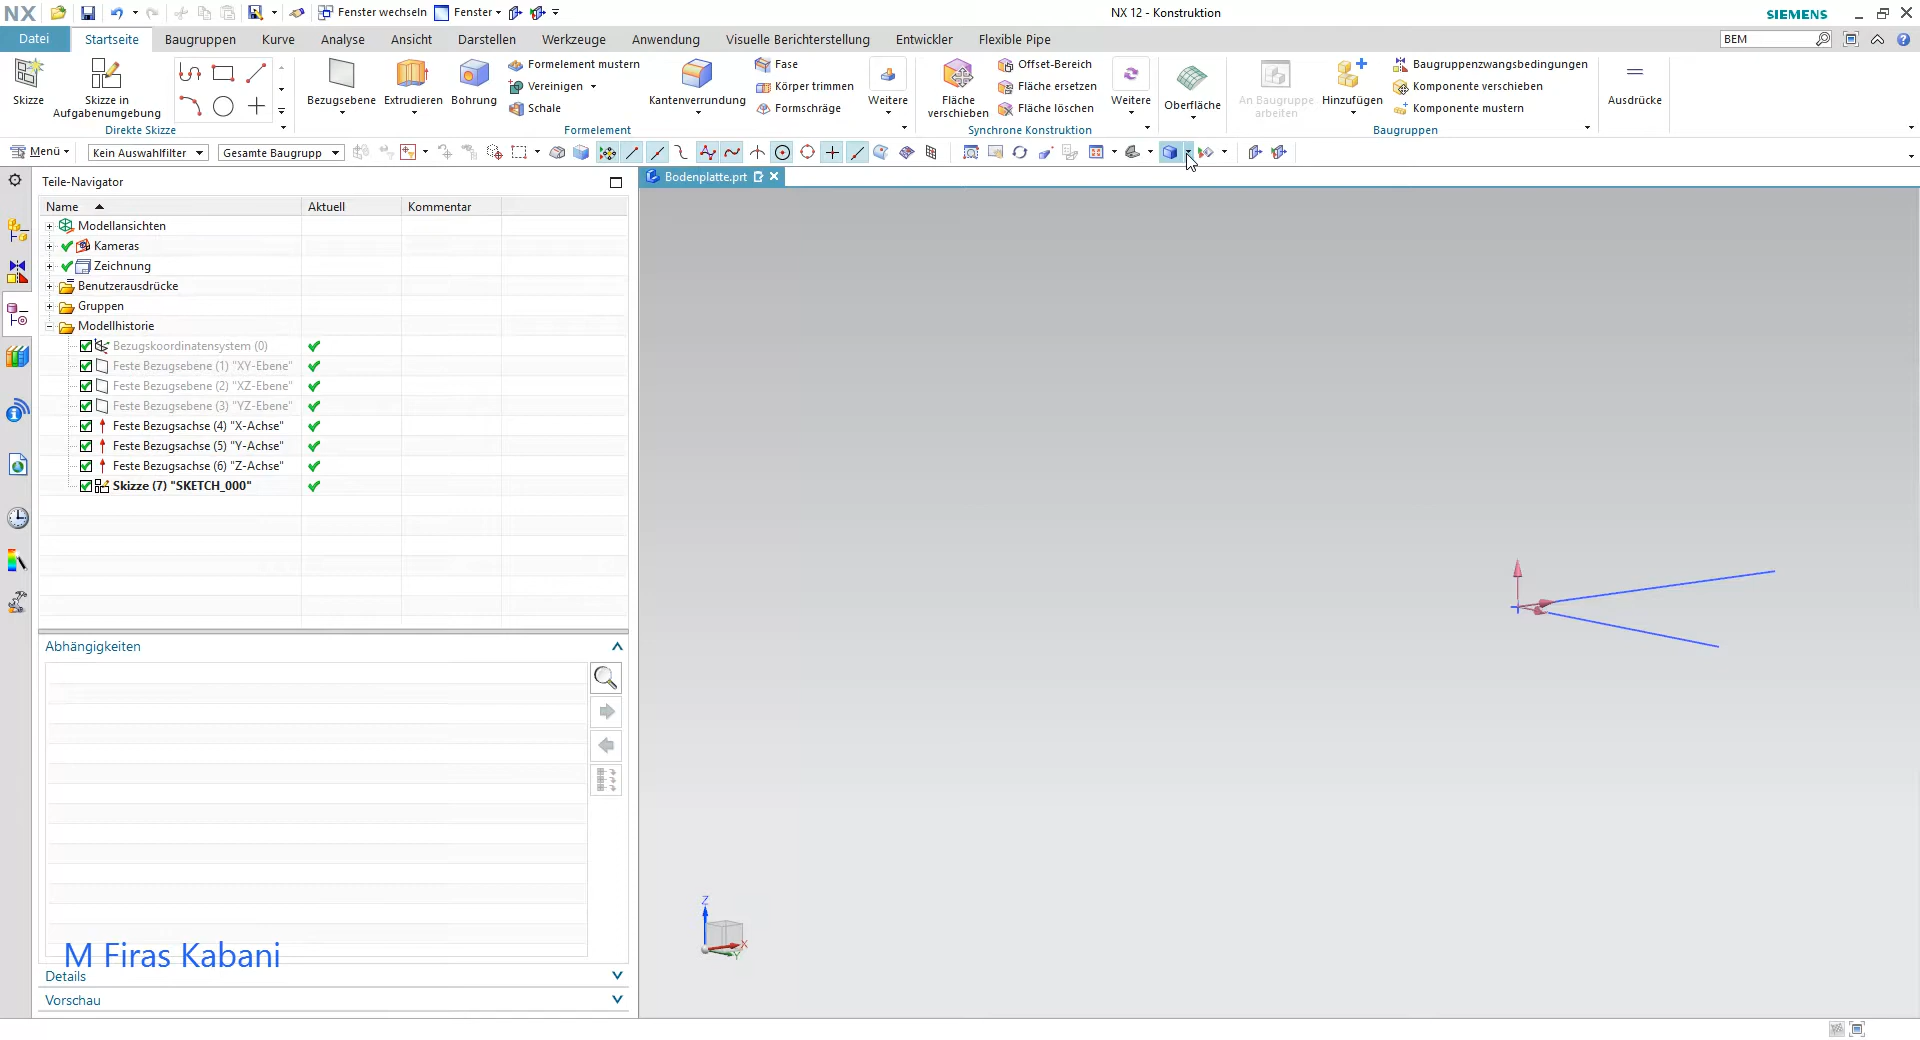 NX
Fenster wechseln
Fenster
NX 12 - Konstruktion
SIEMENS
Datei
Startseite
Baugruppen
Kurve
Analyse
Ansicht
Darstellen
Werkzeuge
Anwendung
Visuelle Berichterstellung
Entwickler
Flexible Pipe
BEM
Skizze
Skizze in
Aufgabenumgebung
Direkte Skizze
Bezugsebene
Extrudieren
Bohrung
Formelement mustern
Vereinigen
Schale
Kantenverrundung
Fase
Körper trimmen
Formschräge
Weitere
Formelement
Fläche
verschieben
Offset-Bereich
Fläche ersetzen
Fläche löschen
Weitere
Synchrone Konstruktion
Oberfläche
An Baugruppe
arbeiten
Hinzufügen
Baugruppenzwangsbedingungen
Komponente verschieben
Komponente mustern
Baugruppen
Ausdrücke
Menü
Kein Auswahlfilter
Gesamte Baugrupp
Teile-Navigator
Bodenplatte.prt
Name
Aktuell
Kommentar
Modellansichten
Kameras
Zeichnung
Benutzerausdrücke
Gruppen
Modellhistorie
Bezugskoordinatensystem (0)
Feste Bezugsebene (1) "XY-Ebene"
Feste Bezugsebene (2) "XZ-Ebene"
Feste Bezugsebene (3) "YZ-Ebene"
Feste Bezugsachse (4) "X-Achse"
Feste Bezugsachse (5) "Y-Achse"
Feste Bezugsachse (6) "Z-Achse"
Skizze (7) "SKETCH_000"
Abhängigkeiten
M Firas Kabani
Details
Vorschau
Z
X
Y